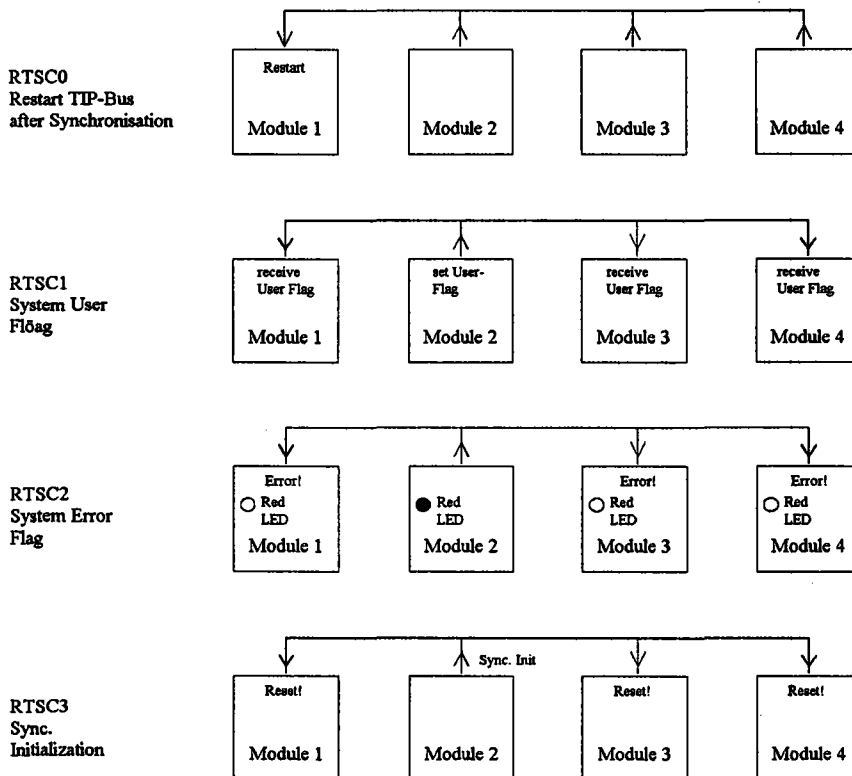 RTSC0
Restart TIP-Bus
after Synchronisation
Restart
Module 1
Module 2
Module 3
Module 4
RTSC1
System User
Flöag
receive
User Flag
Module 1
set User-
Flag
Module 2
receive
User Flag
Module 3
receive
User Flag
Module 4
RTSC2
System Error
Flag
Error!
Red
LED
Module 1
Red
LED
Module 2
Error!
Red
LED
Module 3
Error!
Red
LED
Module 4
RTSC3
Sync.
Initialization
Reset!
Module 1
Sync. Init
Module 2
Reset!
Module 3
Reset!
Module 4